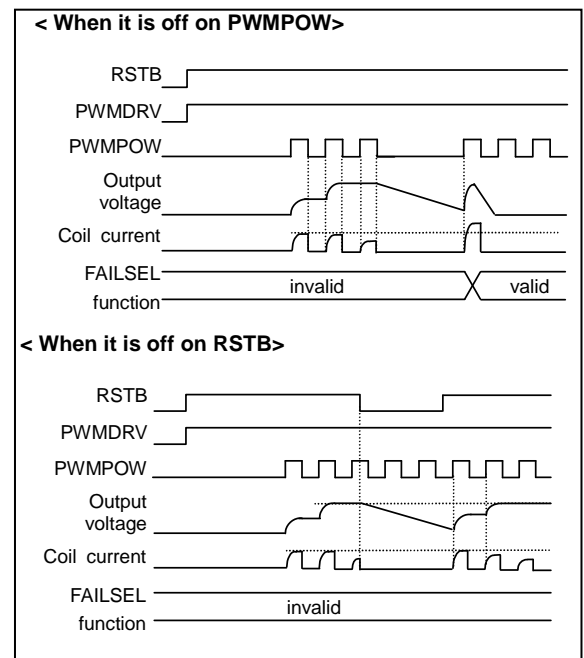 < When it is off on PWMPOW>
RSTB
PWMDRV
PWMPOW
Output
voltage
Coil current
FAILSEL
function
invalid
valid
< When it is off on RSTB>
RSTB
PWMDRV
PWMPOW
Output
voltage
Coil current
FAILSEL
function
invalid